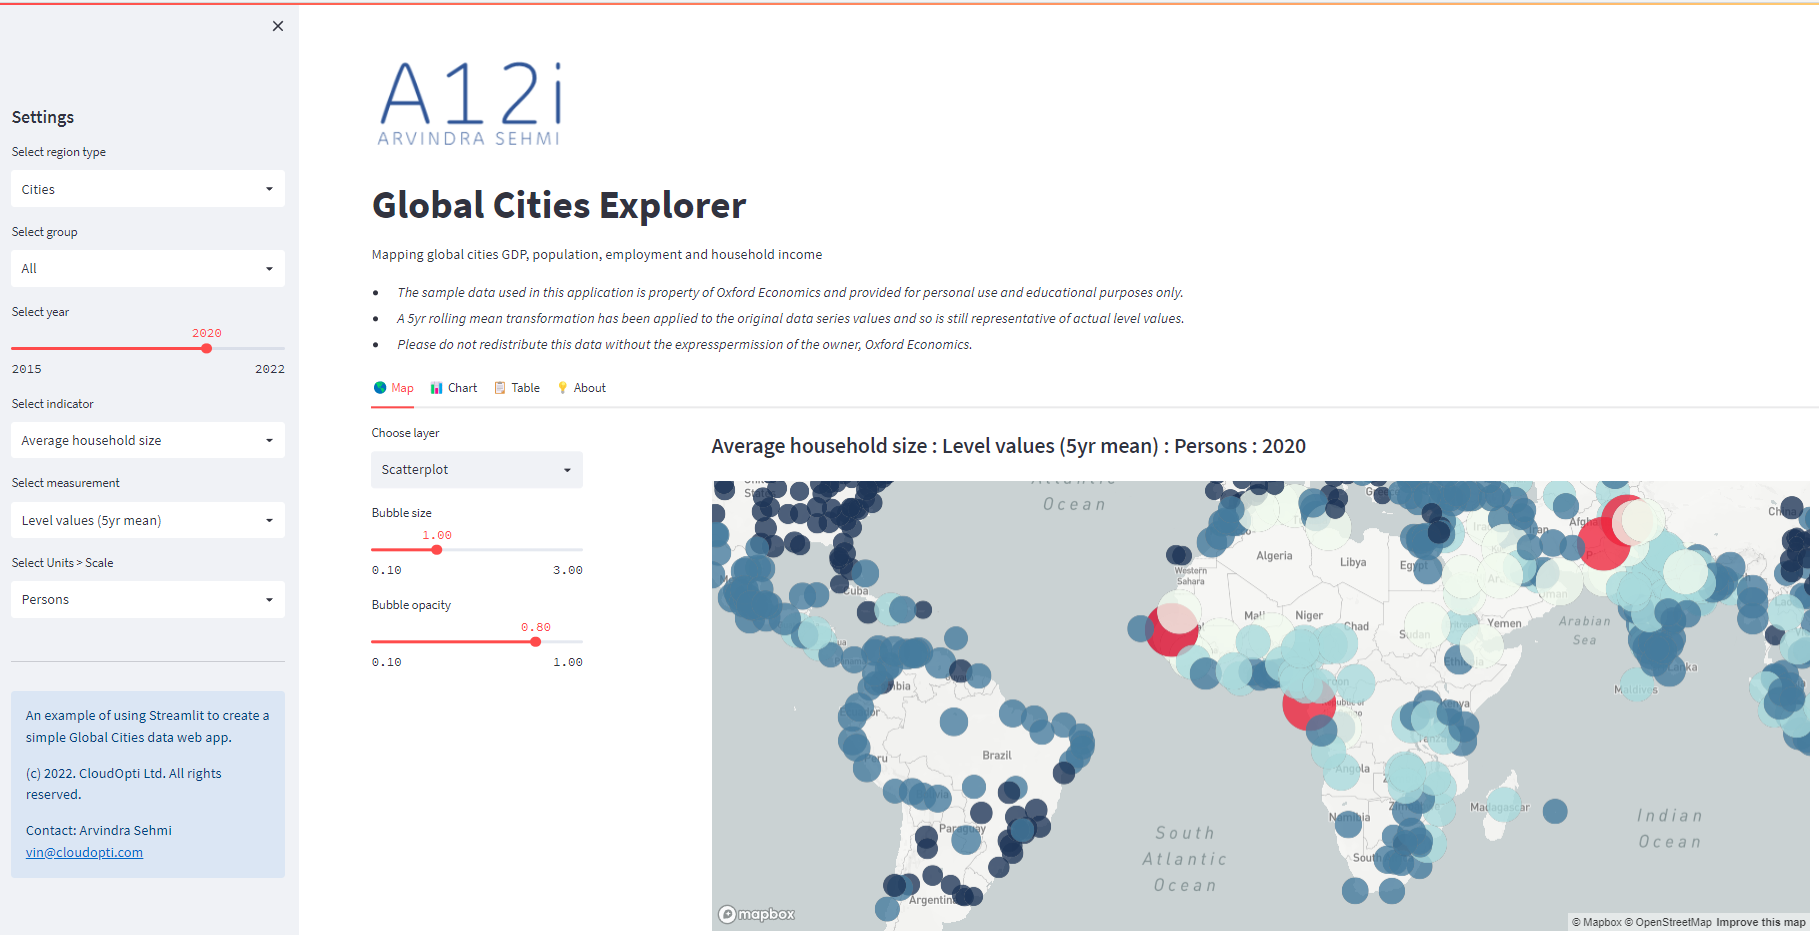 Settings
Select region type
Cities
Select group
All
Select year
2020
2015 2022
Select indicator
Average household size
Select measurement
Level values (5yr mean)
Select Units > Scale
Persons
An example of using Streamlit to create a
simple Global Cities data web app.
(c) 2022. CloudOpti Ltd. All rights
reserved.
Contact: Arvindra Sehmi
vin@cloudopti.com
A12i
ARVINDRA SEHMI
Global Cities Explorer
Mapping global cities GDP, population, employment and household income
The sample data used in this application is property of Oxford Economics and provided for personal use and educational purposes only.
A 5yr rolling mean transformation has been applied to the original data series values and so is still representative of actual level values.
Please do not redistribute this data without the expresspermission of the owner, Oxford Economics.
Map Chart Table About
Choose layer
Scatterplot
Bubble size
1.00
0.10 3.00
Bubble opacity
0.80
0.10 1.00
Average household size : Level values (5yr mean) : Persons : 2020
Atlantic
Ocean
Algeria
Libya
Egypt
Western
Sahara
Cuba
Mali
Niger
Chad
Sudan
Yemen
Oman
Arabian
Sea
Maldives
Kenya
Brazil
Peru
Angola
Madagascar
Namibia
Paraguay
South
Atlantic
Ocean
Indian
Ocean
South
Argentin
mapbox
© Mapbox © OpenStreetMap Improve this map